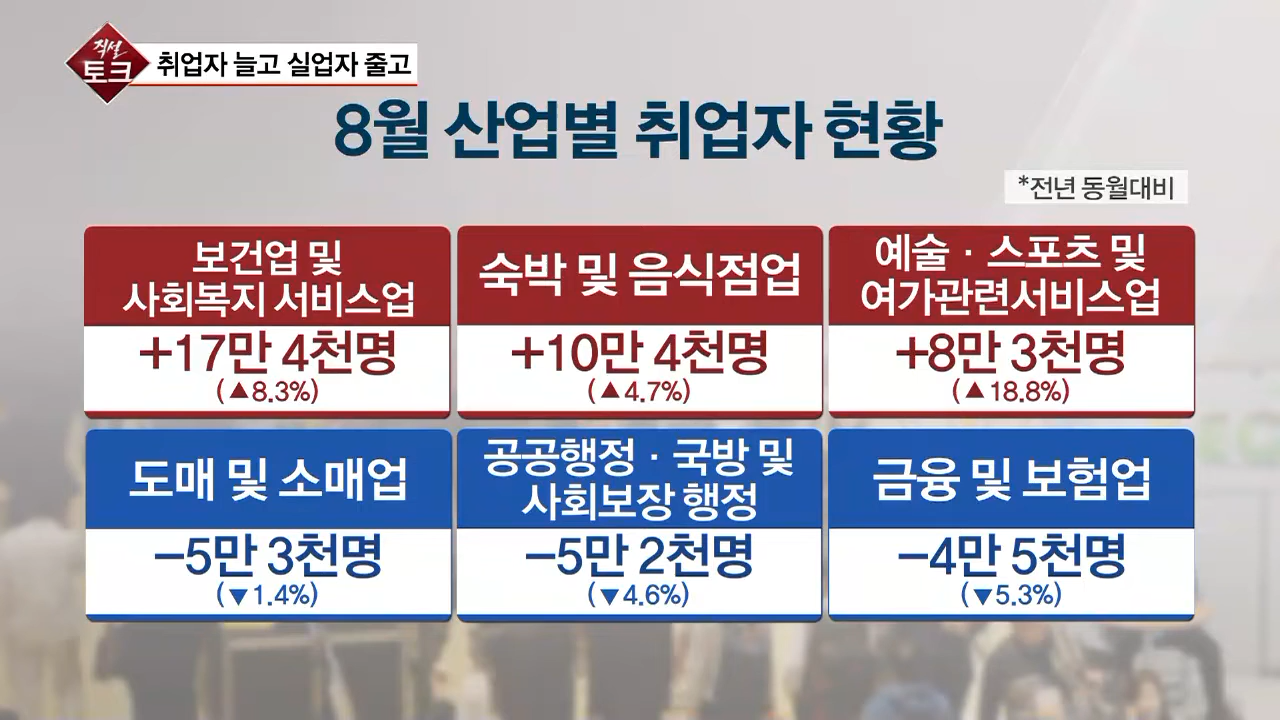 직설
토크
취업자 늘고 실업자 줄고
8월 산업별 취업자 현황
*전년 동월대비
보건업 및
사회복지 서비스업
+17만 4천명
(▲8.3%)
숙박 및 음식점업
+10만 4천명
(▲4.7%)
예술 · 스포츠 및
여가관련서비스업
+8만 3천명
(▲18.8%)
도매 및 소매업
−5만 3천명
(▼1.4%)
공공행정 · 국방 및
사회보장 행정
−5만 2천명
(▼4.6%)
금융 및 보험업
−4만 5천명
(▼5.3%)